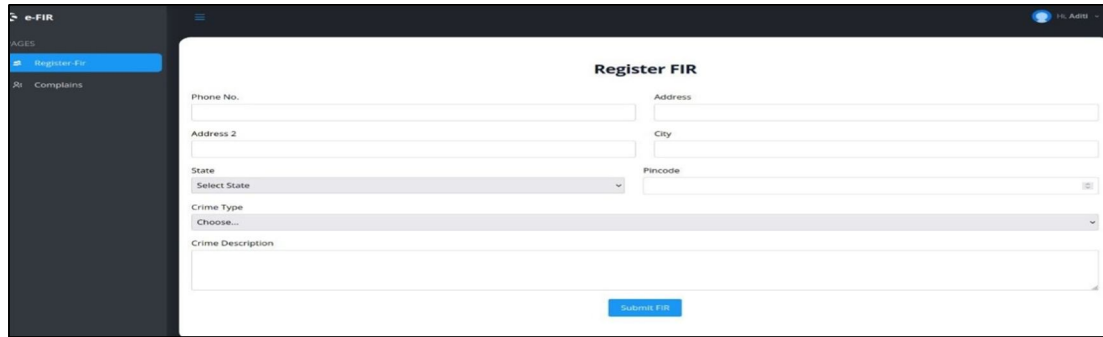 e-FIR
Hi, Aditi
AGES
Register-Fir
Complains
Register FIR
Phone No.
Address
Address 2
City
State
Pincode
Select State
Crime Type
Choose...
Crime Description
Submit FIR